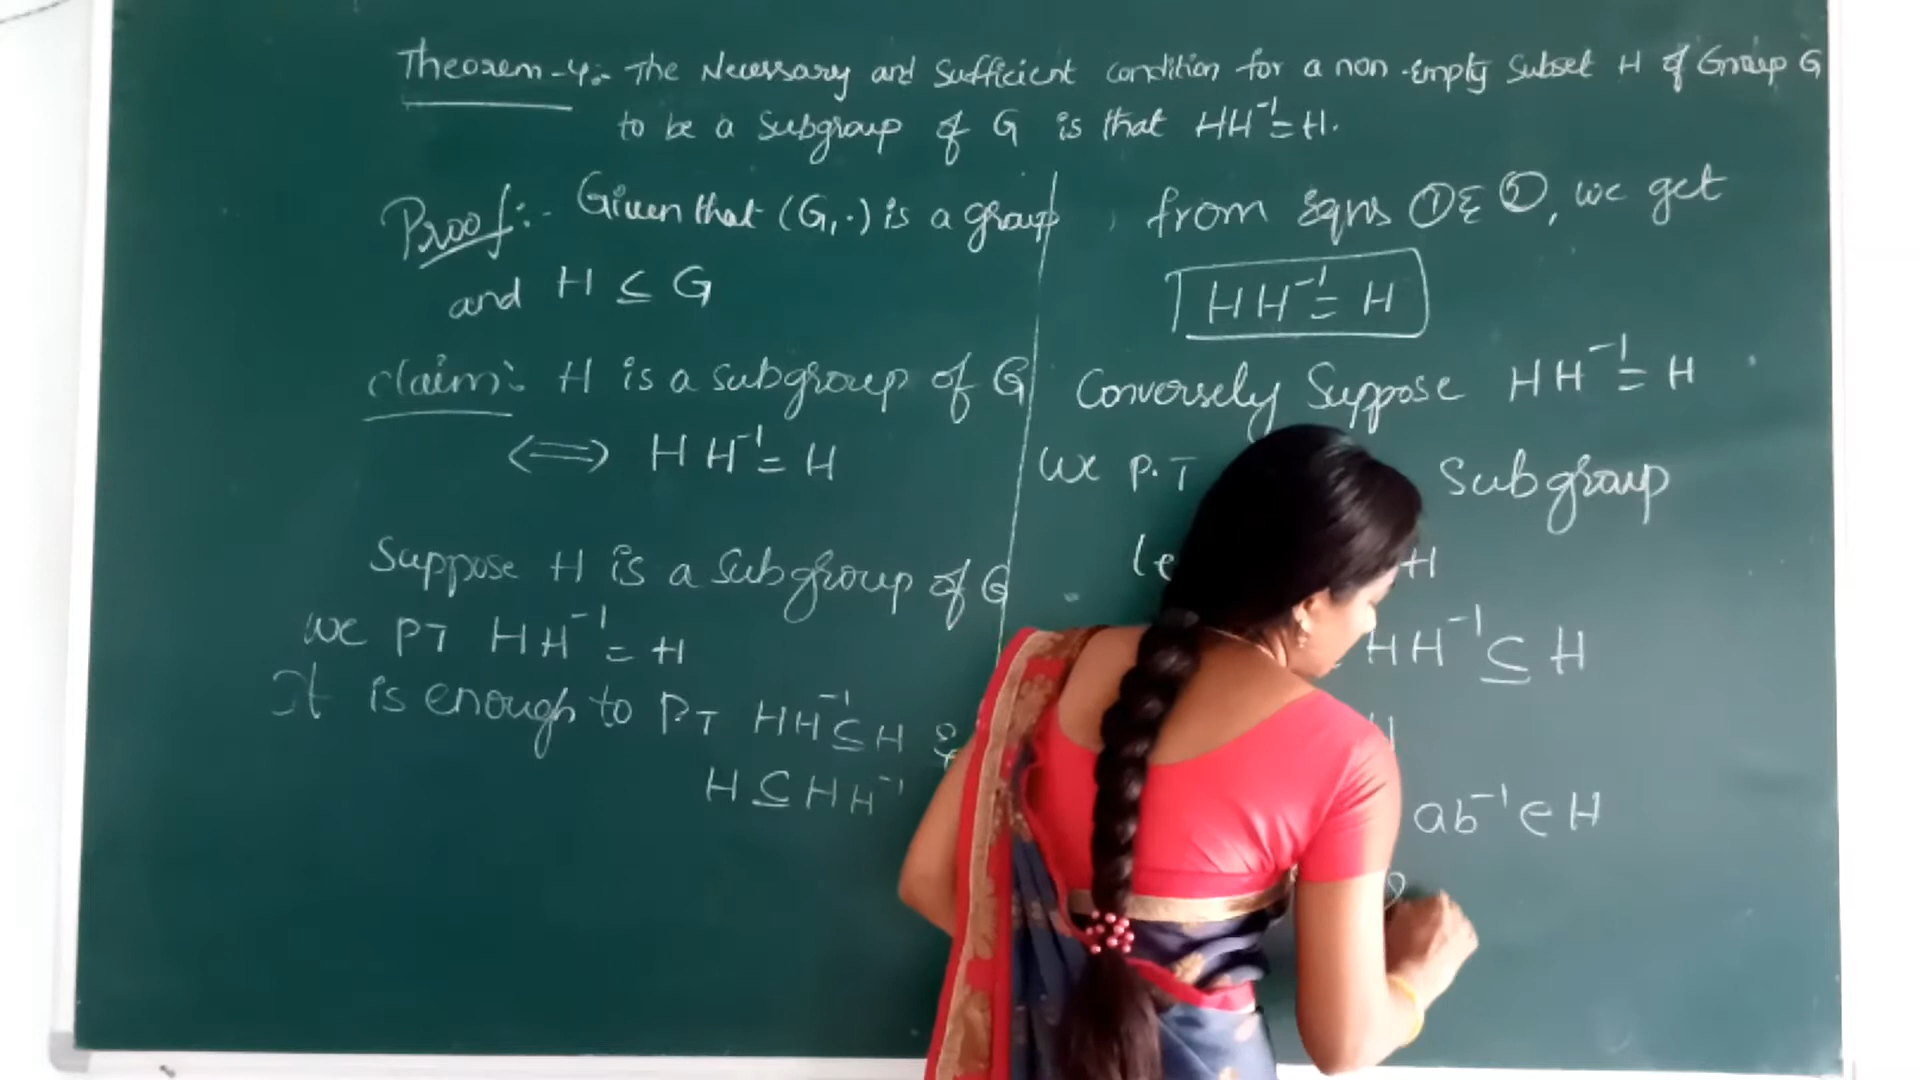 Theorem-4:- The Necessary and Sufficient condition for a non-Empty Subset H of Group G
to be a Subgroup of G is that HH⁻¹=H.
Proof:- Given that (G,·) is a group
and H ⊆ G
claim: H is a subgroup of G
⟺ HH⁻¹=H
Suppose H is a Subgroup of G
we PT HH⁻¹=H
It is enough to PT HH⁻¹⊆H &
H⊆HH⁻¹
from Eqns ①& ②, we get
HH⁻¹=H
Conversely Suppose HH⁻¹=H
we P.T Subgroup
H
HH⁻¹⊆H
H
ab⁻¹∈H